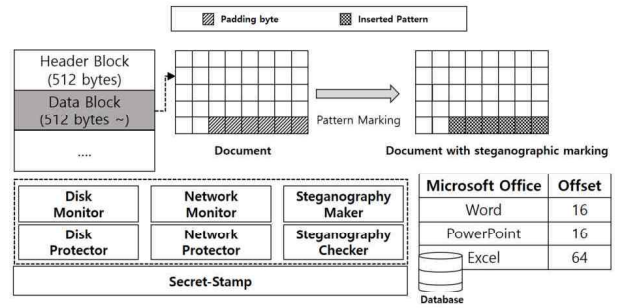 Padding byte
Inserted Pattern
Header Block
(512 bytes)
Data Block
(512 bytes ~)
....
Document
Pattern Marking
Document with steganographic marking
Disk
Monitor
Network
Monitor
Steganography
Maker
Disk
Protector
Network
Protector
Steganography
Checker
Secret-Stamp
Microsoft Office Offset
Word 16
PowerPoint 16
Excel 64
Database